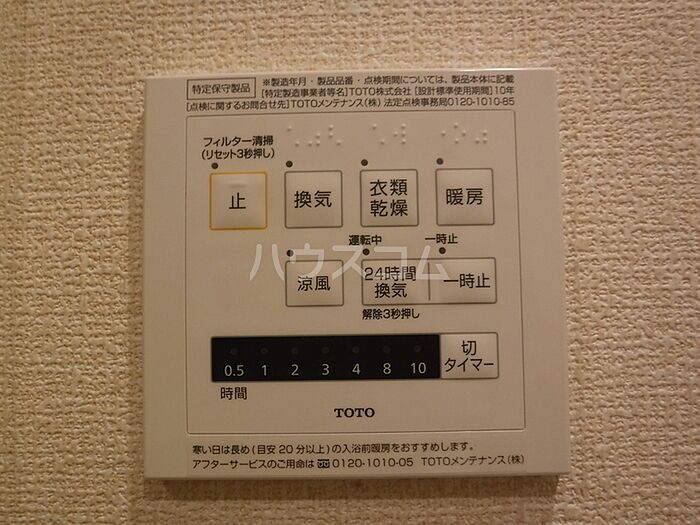 特定保守製品
※製造年月・製品品番・点検期間については、製品本体に記載
[特定製造事業者等名]TOTO株式会社 [設計標準使用期間]10年
[点検に関するお問合せ先]TOTOメンテナンス(株) 法定点検事務局0120-1010-85
フィルター清掃
(リセット3秒押し)
止
換気
衣類
乾燥
暖房
運転中
一時止
涼風
24時間
換気
一時止
解除3秒押し
ハウスコム
0.5 1 2 3 4 8 10
切
タイマー
時間
TOTO
寒い日は長め(目安20分以上)の入浴前暖房をおすすめします。
アフターサービスのご用命は 0120-1010-05 TOTOメンテナンス(株)